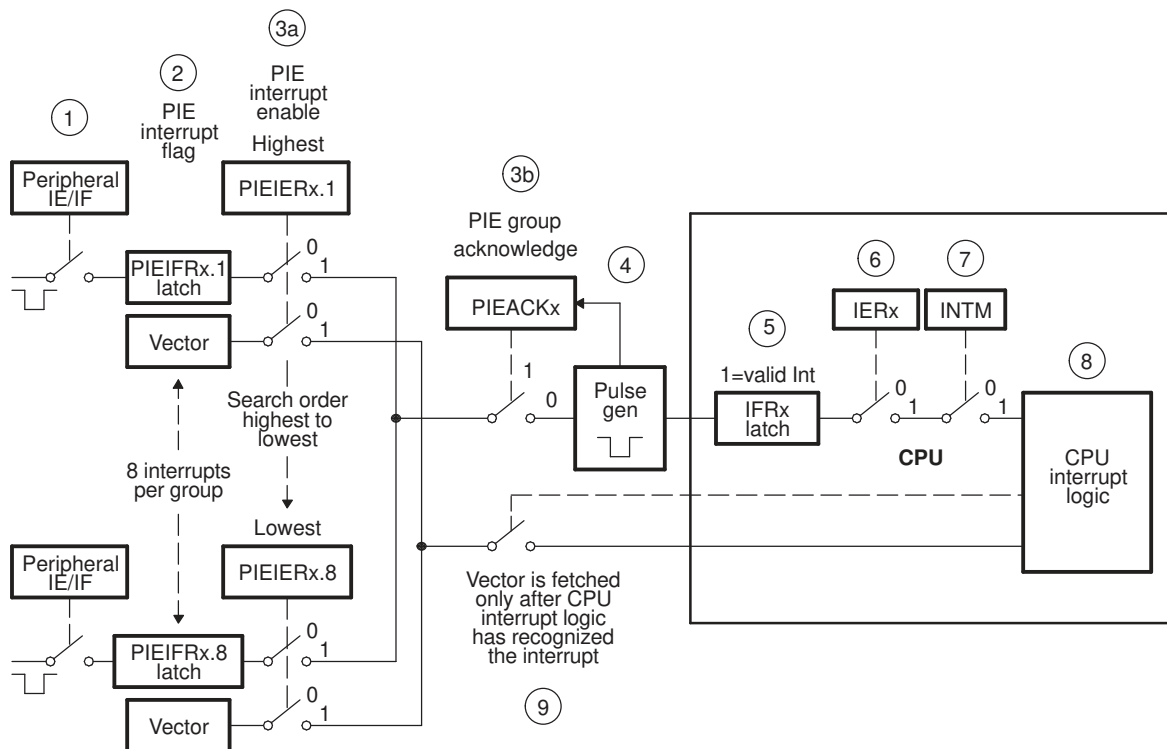 1
Peripheral
IE/IF
2
PIE
interrupt
flag
3a
PIE
interrupt
enable
Highest
PIEIERx.1
0
1
PIEIFRx.1
latch
Vector
0
1
8 interrupts
per group
Search order
highest to
lowest
Lowest
PIEIERx.8
Peripheral
IE/IF
PIEIFRx.8
latch
0
1
Vector
0
1
3b
PIE group
acknowledge
PIEACKx
1
0
4
Pulse
gen
5
1=valid Int
IFRx
latch
6
IERx
0
1
7
INTM
0
1
CPU
8
CPU
interrupt
logic
Vector is fetched
only after CPU
interrupt logic
has recognized
the interrupt
9